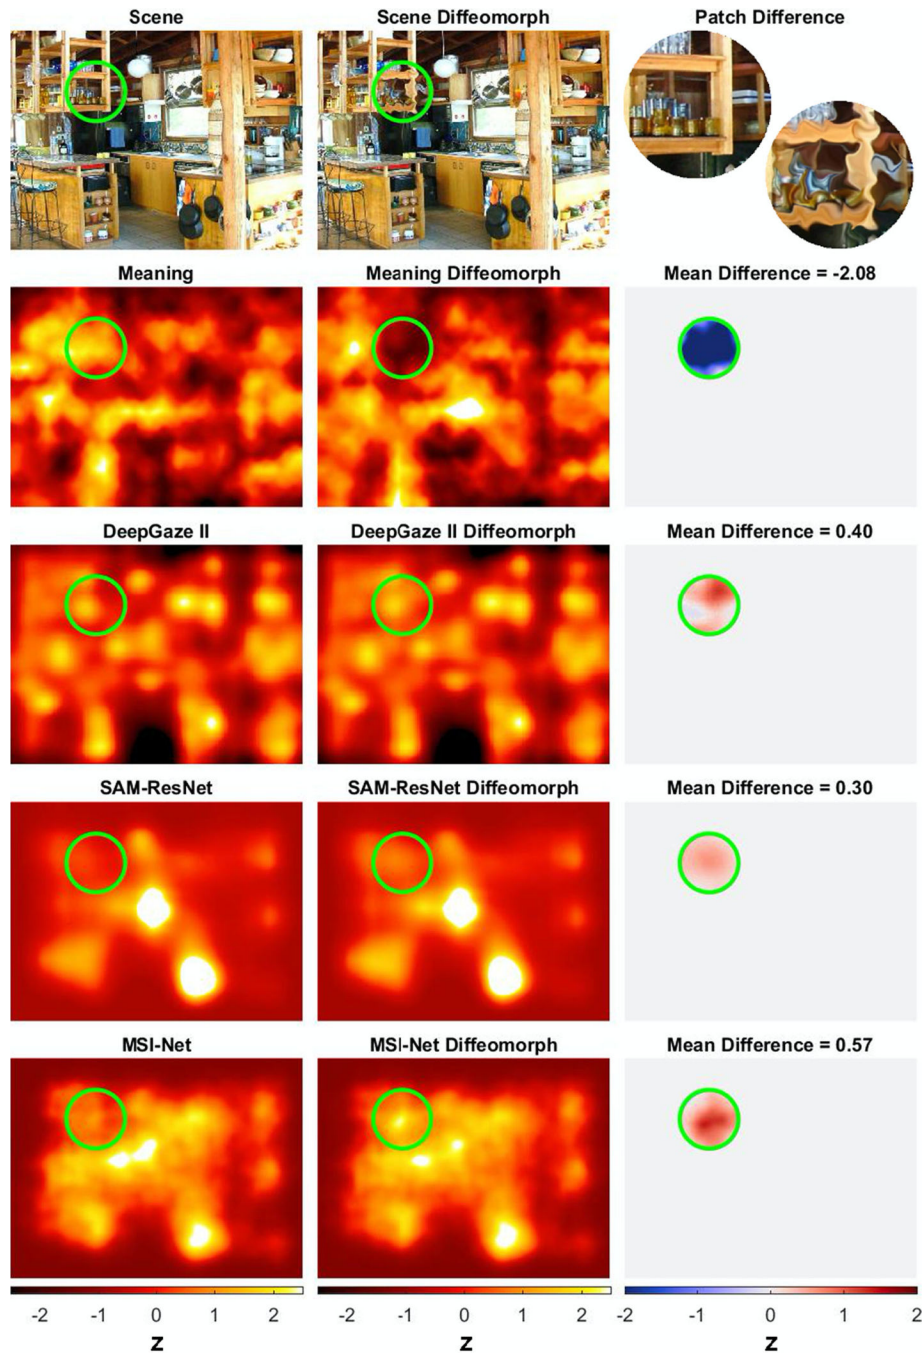 Scene Scene Diffeomorph Patch Difference
Meaning Meaning Diffeomorph Mean Difference = -2.08
DeepGaze II DeepGaze II Diffeomorph Mean Difference = 0.40
SAM-ResNet SAM-ResNet Diffeomorph Mean Difference = 0.30
MSI-Net MSI-Net Diffeomorph Mean Difference = 0.57
-2 -1 0 1 2 -2 -1 0 1 2 -2 -1 0 1 2
z z z